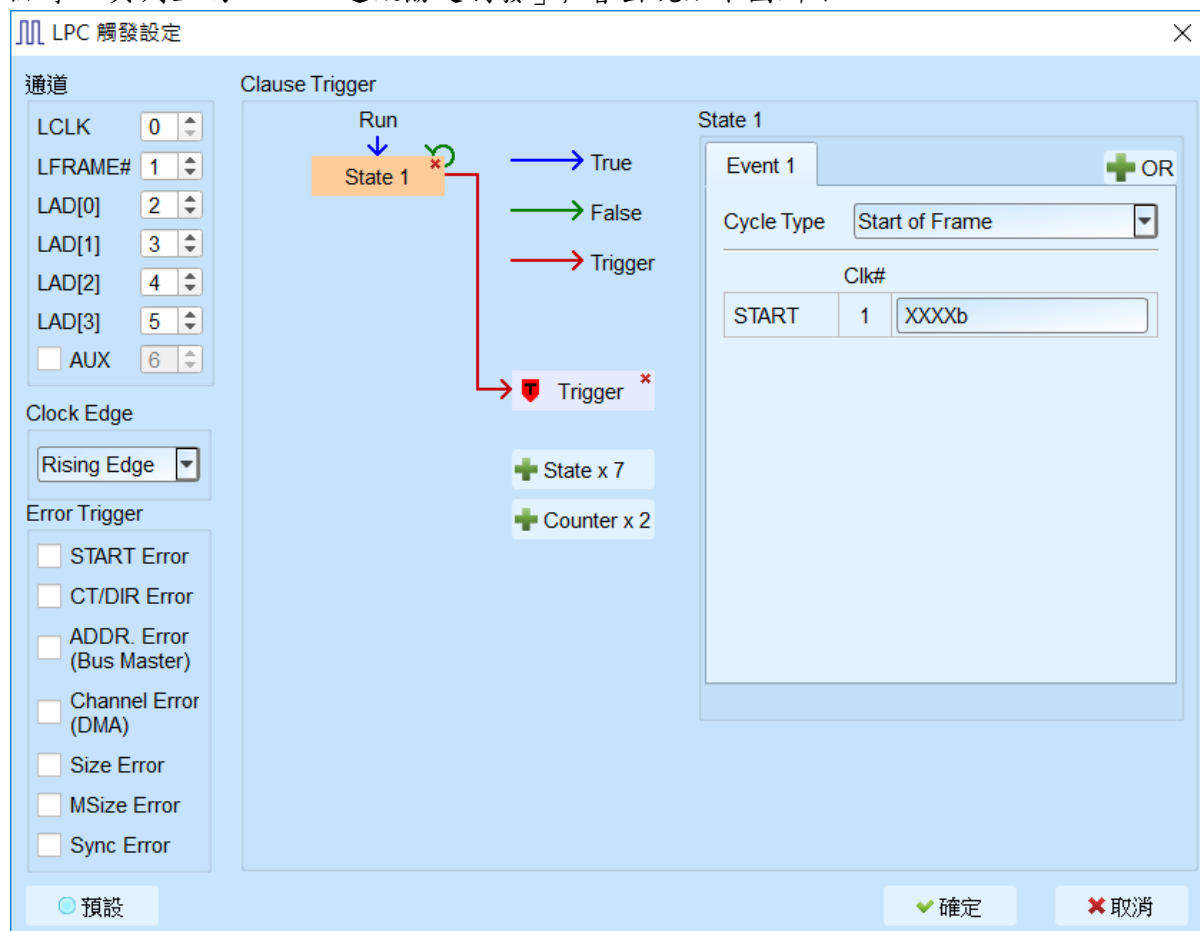 LPC 觸發設定
通道
LCLK 0
LFRAME# 1
LAD[0] 2
LAD[1] 3
LAD[2] 4
LAD[3] 5
AUX 6
Clock Edge
Rising Edge
Error Trigger
START Error
CT/DIR Error
ADDR. Error
(Bus Master)
Channel Error
(DMA)
Size Error
MSize Error
Sync Error
預設
Clause Trigger
Run
State 1
True
False
Trigger
T Trigger
State x 7
Counter x 2
State 1
Event 1
OR
Cycle Type Start of Frame
Clk#
START 1 XXXXb
確定
取消